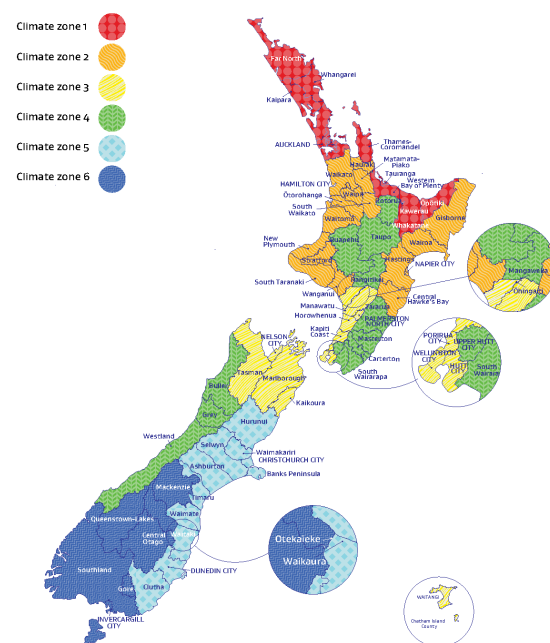 Climate zone 1
Climate zone 2
Climate zone 3
Climate zone 4
Climate zone 5
Climate zone 6
Far North
Whangarei
Kaipara
AUCKLAND
Thames-
Coromandel
Matamata-
Piako
Hauraki
Waikato
Tauranga
Western
Bay of Plenty
HAMILTON CITY
Waipa
Otorohanga
Rotorua
Opotiki
Kawerau
South
Waikato
Gisborne
Waitomo
Whakatane
New
Plymouth
Ruapehu
Taupo
Wairoa
Stratford
Hastings
NAPIER CITY
South Taranaki
Rangitikei
Wanganui
Central
Hawke's Bay
Manawatu
Tararua
Horowhenua
PALMERSTON
NORTH CITY
Kapiti
Coast
Masterton
Carterton
South
Wairarapa
Mangaweka
Ohingaiti
PORIRUA
CITY
UPPER HUTT
CITY
WELLINGTON
CITY
HUTT
CITY
South
Wairarapa
NELSON
CITY
Tasman
Marlborough
Kaikoura
Buller
Grey
Hurunui
Westland
Selwyn
Waimakariri
CHRISTCHURCH CITY
Ashburton
Banks Peninsula
Mackenzie
Timaru
Waimate
Queenstown-Lakes
Waitaki
Central
Otago
Otekaieke
Waikaura
Southland
DUNEDIN CITY
Gore
Clutha
INVERCARGILL
CITY
WAITANGI
Chatham Island
County